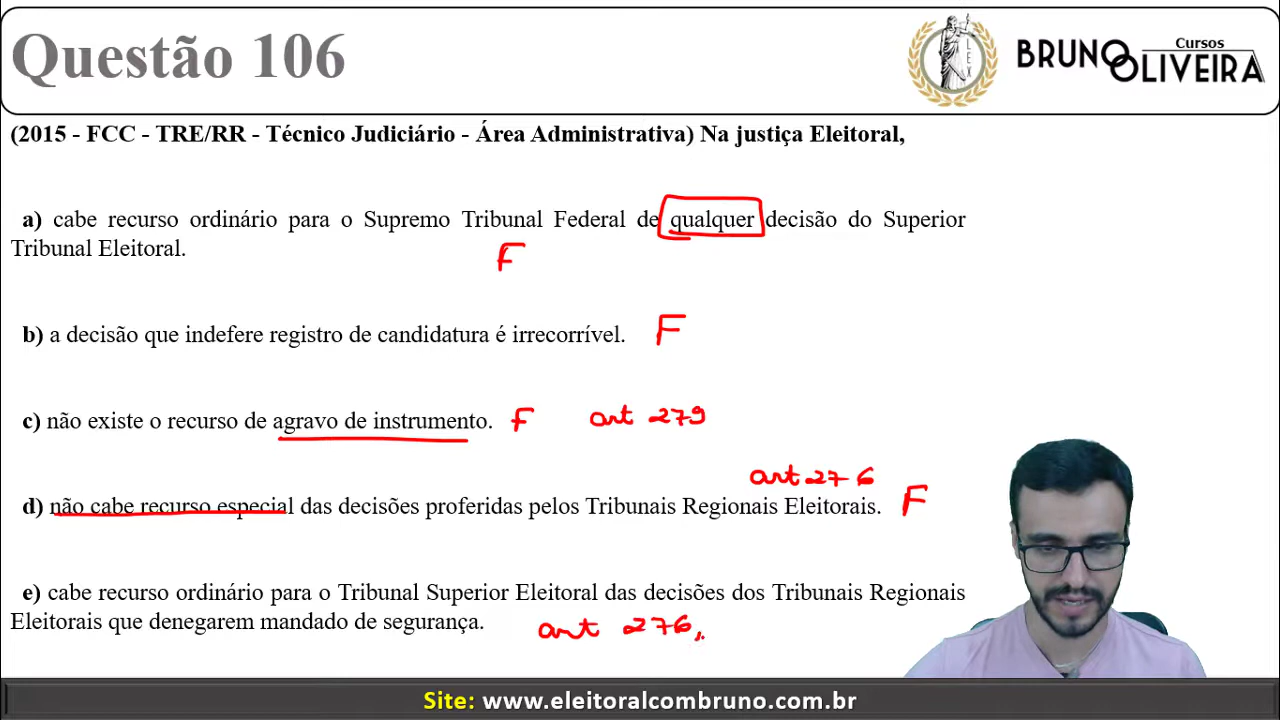 Questão 106
Cursos
BRUNO
OLIVEIRA
LEX
(2015 - FCC - TRE/RR - Técnico Judiciário - Área Administrativa) Na justiça Eleitoral,
a) cabe recurso ordinário para o Supremo Tribunal Federal de qualquer decisão do Superior
Tribunal Eleitoral.
F
b) a decisão que indefere registro de candidatura é irrecorrível. F
c) não existe o recurso de agravo de instrumento. F art 279
art 276
d) não cabe recurso especial das decisões proferidas pelos Tribunais Regionais Eleitorais. F
e) cabe recurso ordinário para o Tribunal Superior Eleitoral das decisões dos Tribunais Regionais
Eleitorais que denegarem mandado de segurança. art 276,
Site: www.eleitoralcombruno.com.br